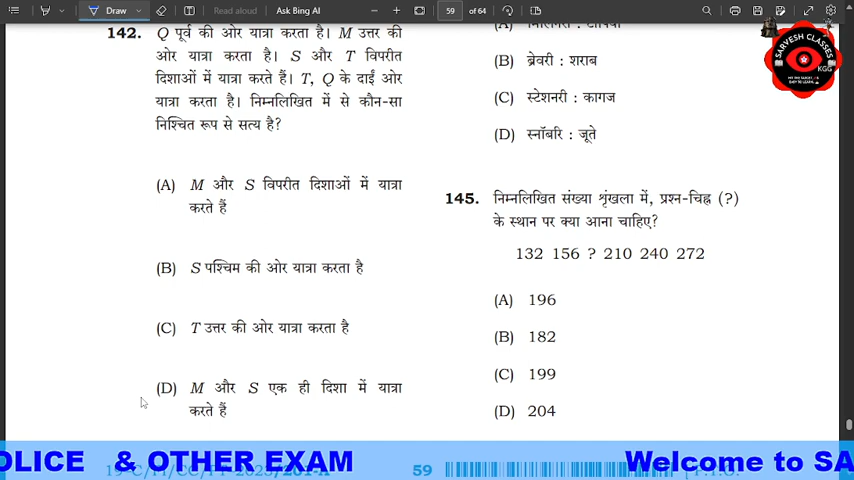 Draw
Read aloud
Ask Bing AI
59
of 64
142. Q पूर्व की ओर यात्रा करता है। M उत्तर की
ओर यात्रा करता है। S और T विपरीत
दिशाओं में यात्रा करते हैं। T, Q के दाईं ओर
यात्रा करता है। निम्नलिखित में से कौन-सा
निश्चित रूप से सत्य है?
(A) M और S विपरीत दिशाओं में यात्रा
करते हैं
(B) S पश्चिम की ओर यात्रा करता है
(C) T उत्तर की ओर यात्रा करता है
(D) M और S एक ही दिशा में यात्रा
करते हैं
(B) ब्रेवरी : शराब
(C) स्टेशनरी : कागज
(D) स्नॉबरि : जूते
145. निम्नलिखित संख्या शृंखला में, प्रश्न-चिह्न (?)
के स्थान पर क्या आना चाहिए?
132 156 ? 210 240 272
(A) 196
(B) 182
(C) 199
(D) 204
SARVESH CLASSES
KGG
59
OLICE & OTHER EXAM
Welcome to SA